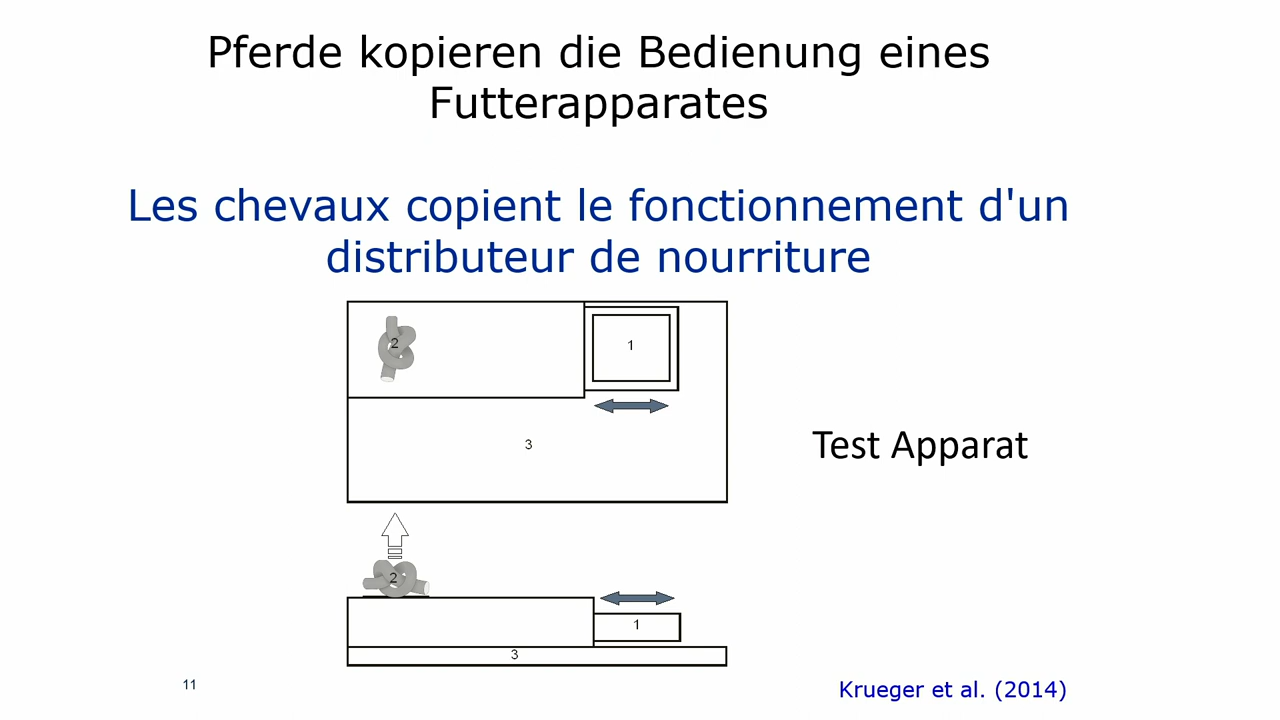 Pferde kopieren die Bedienung eines
Futterapparates
Les chevaux copient le fonctionnement d'un
distributeur de nourriture
2
1
3
Test Apparat
2
1
3
11
Krueger et al. (2014)